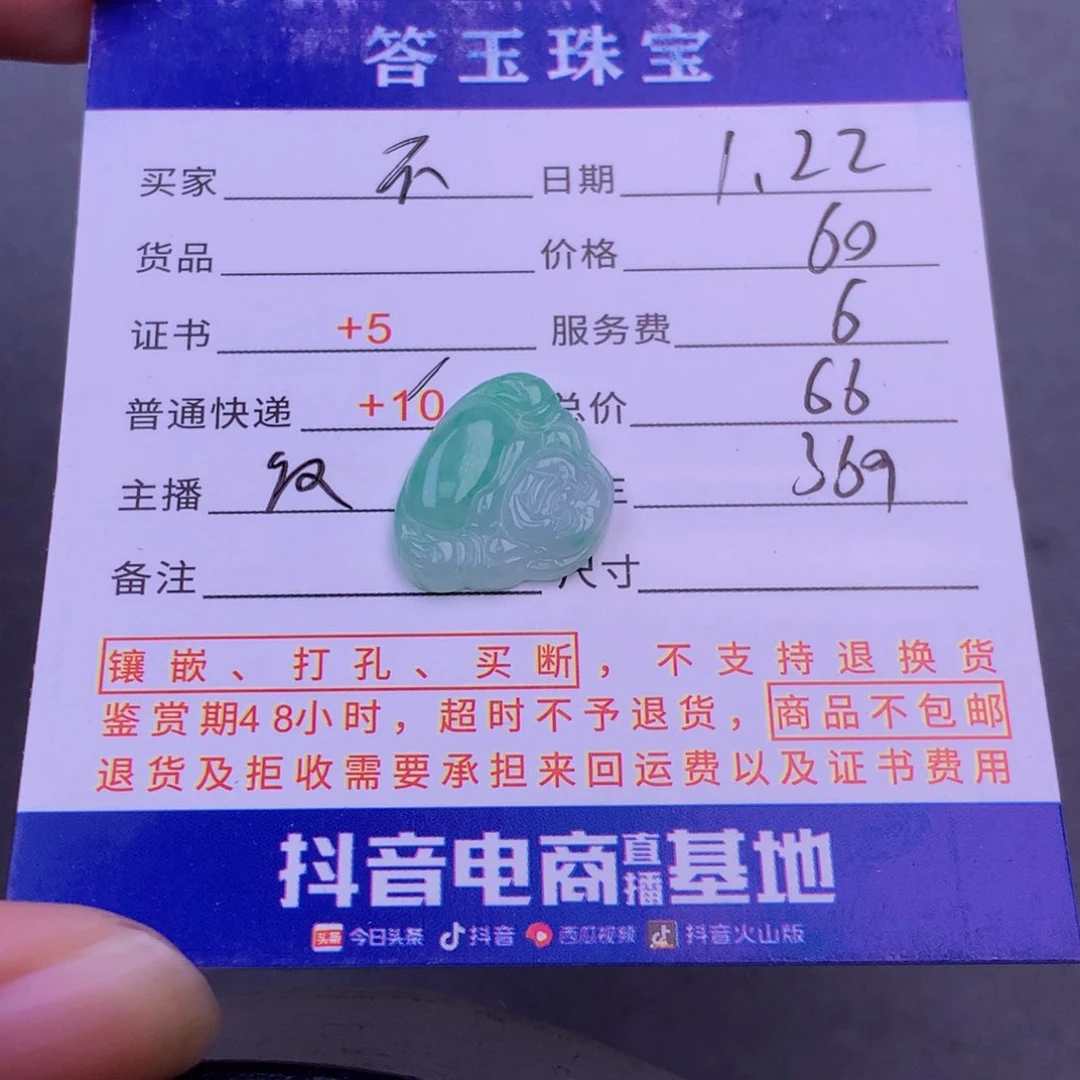 答玉珠宝
买家 不 日期 1.22
货品 价格 60
证书 +5 服务费 6
普通快递 +10 总价 66
主播 369
备注 尺寸
镶嵌、打孔、买断，不支持退换货
鉴赏期48小时，超时不予退货，商品不包邮
退货及拒收需要承担来回运费以及证书费用
抖音电商直播基地
头条 今日头条 抖音 西瓜视频 抖音火山版